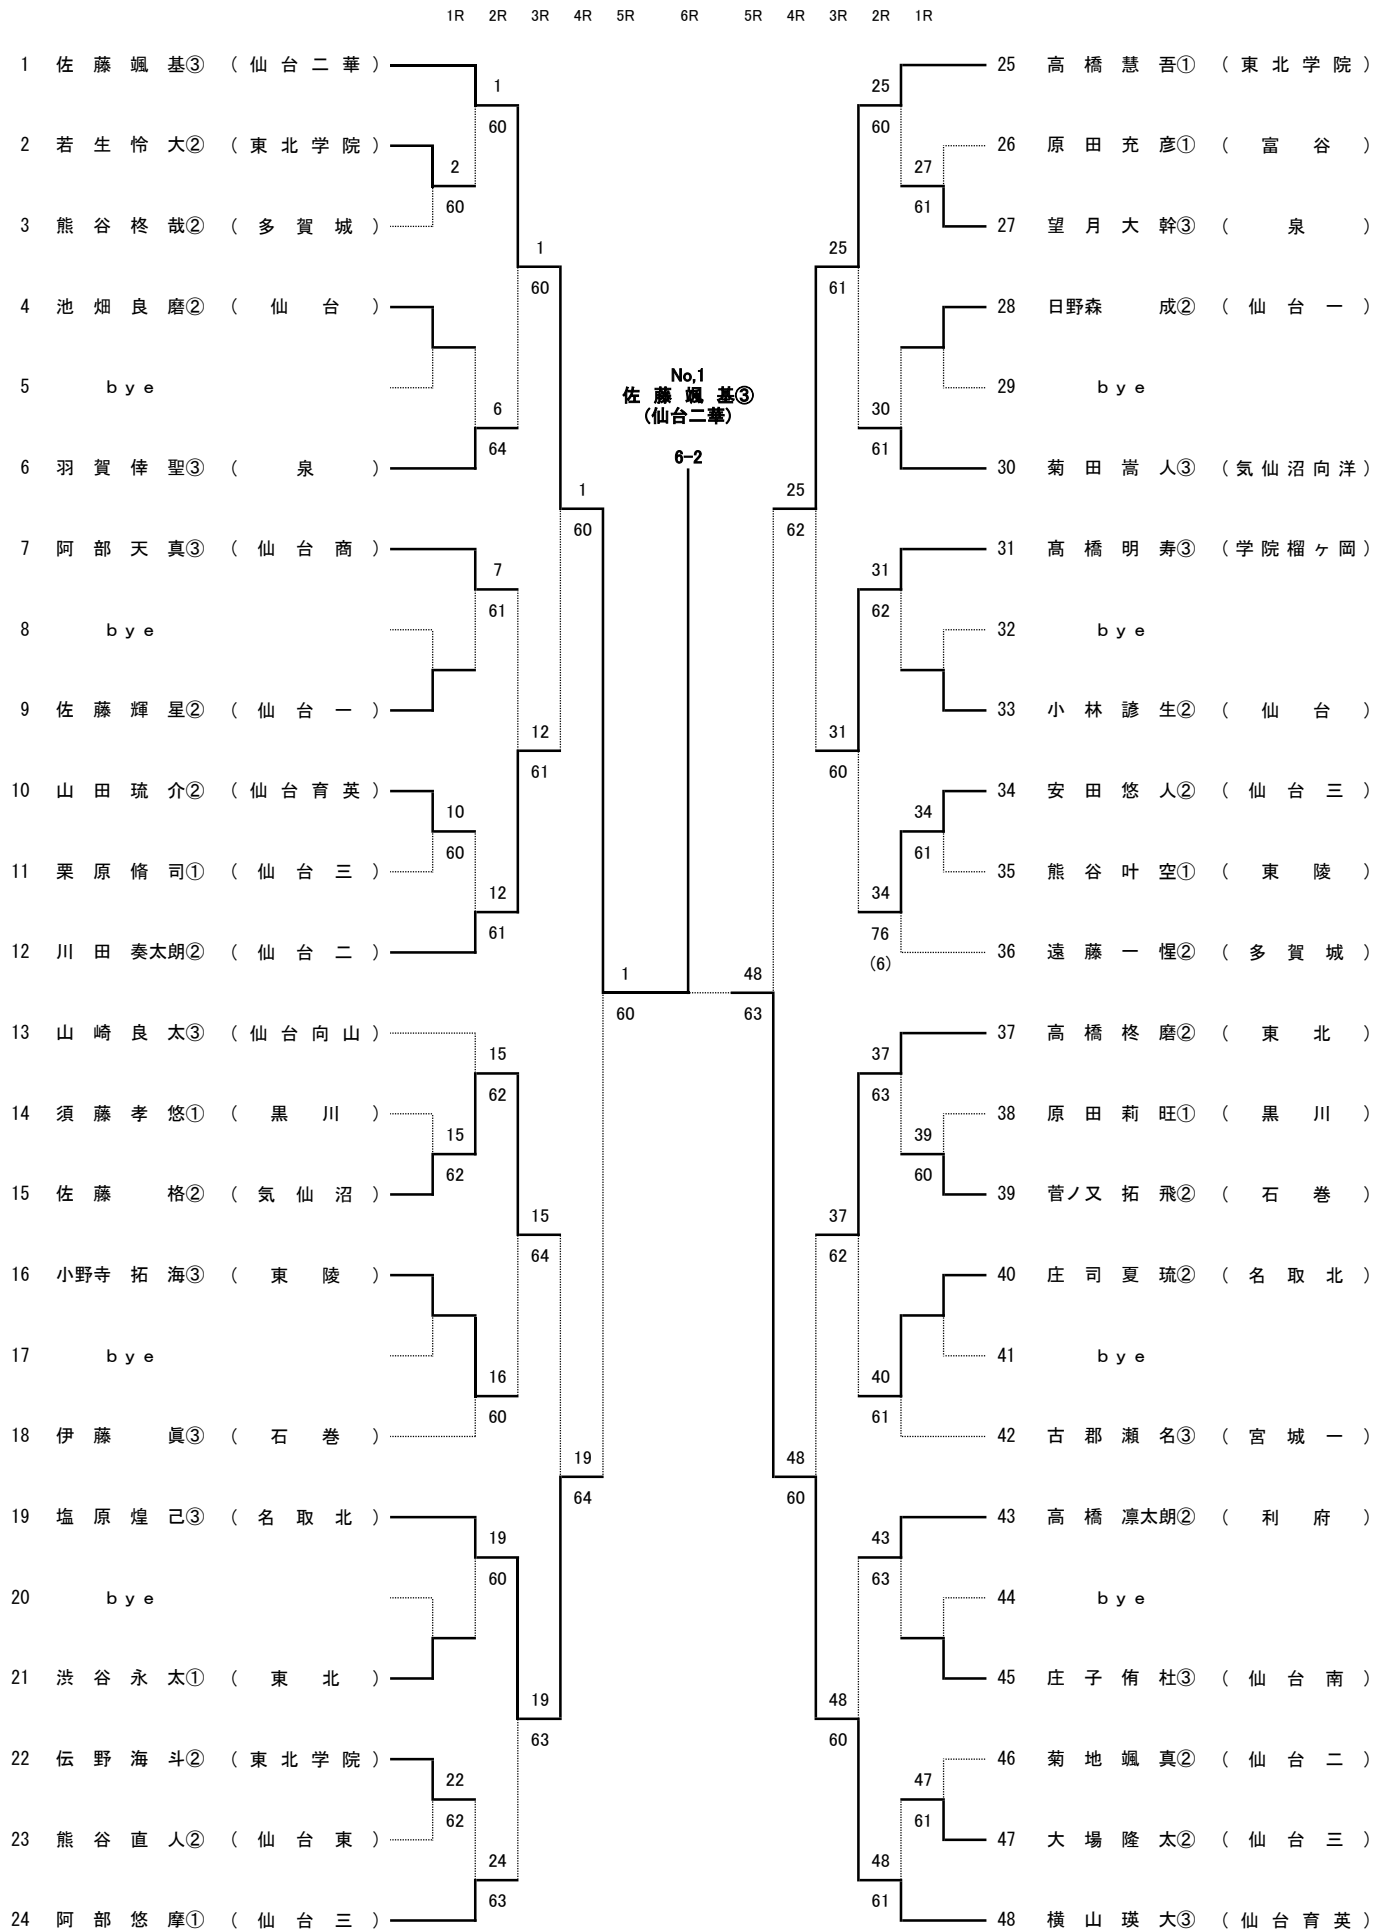 1R 2R 3R 4R 5R 6R 5R 4R 3R 2R 1R
1 佐藤颯基③ (仙台二華)
2 若生怜大② (東北学院)
3 熊谷柊哉② (多賀城)
4 池畑良磨② (仙台)
5 bye
6 羽賀倖聖③ (泉)
7 阿部天真③ (仙台商)
8 bye
9 佐藤輝星② (仙台一)
10 山田琉介② (仙台育英)
11 栗原脩司① (仙台三)
12 川田奏太朗② (仙台二)
13 山崎良太③ (仙台向山)
14 須藤孝悠① (黒川)
15 佐藤格② (気仙沼)
16 小野寺拓海③ (東陵)
17 bye
18 伊藤眞③ (石巻)
19 塩原煌己③ (名取北)
20 bye
21 渋谷永太① (東北)
22 伝野海斗② (東北学院)
23 熊谷直人② (仙台東)
24 阿部悠摩① (仙台三)
2
60
10
60
15
62
22
62
1
60
6
64
7
61
12
61
15
62
16
60
19
60
24
63
1
60
12
61
15
64
19
63
1
60
19
64
1
60
No,1
佐藤颯基③
(仙台二華)
6-2
48
63
25
62
48
60
25
61
31
60
37
62
48
60
25
60
30
61
31
62
34
76
(6)
37
63
40
61
43
63
48
61
27
61
34
61
39
60
47
61
25 高橋慧吾① (東北学院)
26 原田充彦① (富谷)
27 望月大幹③ (泉)
28 日野森成② (仙台一)
29 bye
30 菊田嵩人③ (気仙沼向洋)
31 髙橋明寿③ (学院榴ヶ岡)
32 bye
33 小林諺生② (仙台)
34 安田悠人② (仙台三)
35 熊谷叶空① (東陵)
36 遠藤一惺② (多賀城)
37 高橋柊磨② (東北)
38 原田莉旺① (黒川)
39 菅ノ又拓飛② (石巻)
40 庄司夏琉② (名取北)
41 bye
42 古郡瀬名③ (宮城一)
43 高橋凛太朗② (利府)
44 bye
45 庄子侑杜③ (仙台南)
46 菊地颯真② (仙台二)
47 大場隆太② (仙台三)
48 横山瑛大③ (仙台育英)